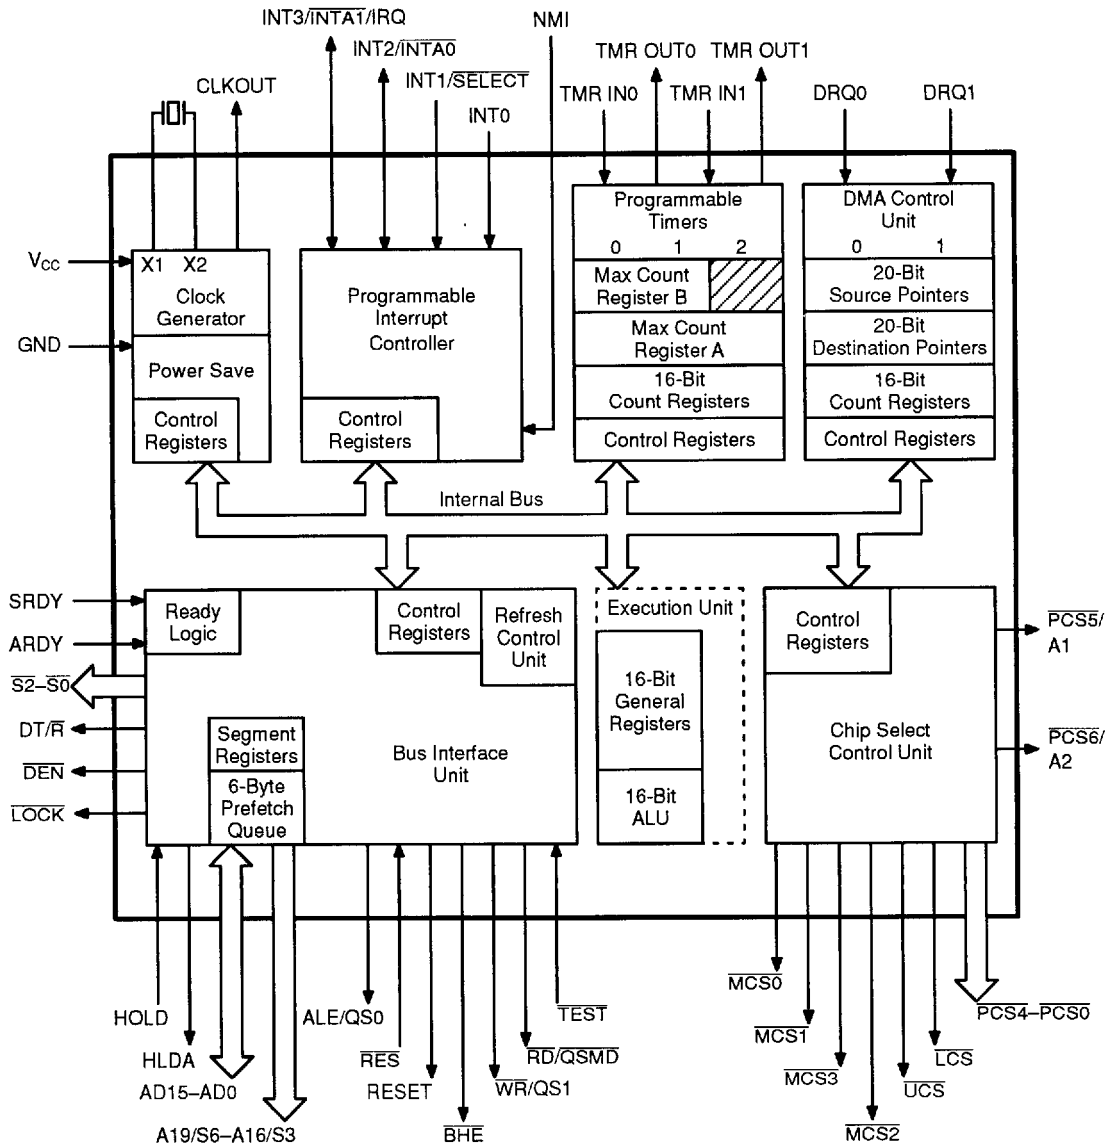 INT3/INTA1/IRQ
NMI
INT2/INTA0
TMR OUT0
TMR OUT1
CLKOUT
INT1/SELECT
TMR IN0
TMR IN1
DRQ0
DRQ1
INT0
Programmable
Timers
0 1 2
DMA Control
Unit
0 1
VCC
X1 X2
Clock
Generator
Programmable
Interrupt
Controller
Max Count
Register B
20-Bit
Source Pointers
GND
Max Count
Register A
20-Bit
Destination Pointers
Power Save
16-Bit
Count Registers
16-Bit
Count Registers
Control
Registers
Control
Registers
Control Registers
Control Registers
Internal Bus
SRDY
Ready
Logic
Control
Registers
Refresh
Control
Unit
Execution Unit
Control
Registers
PCS5/
A1
ARDY
S2–S0
16-Bit
General
Registers
DT/R
Segment
Registers
Bus Interface
Unit
Chip Select
Control Unit
PCS6/
A2
DEN
6-Byte
Prefetch
Queue
16-Bit
ALU
LOCK
HOLD
ALE/QS0
TEST
MCS0
PCS4–PCS0
HLDA
RES
RD/QSMD
MCS1
LCS
AD15–AD0
RESET
WR/QS1
MCS3
UCS
A19/S6–A16/S3
BHE
MCS2